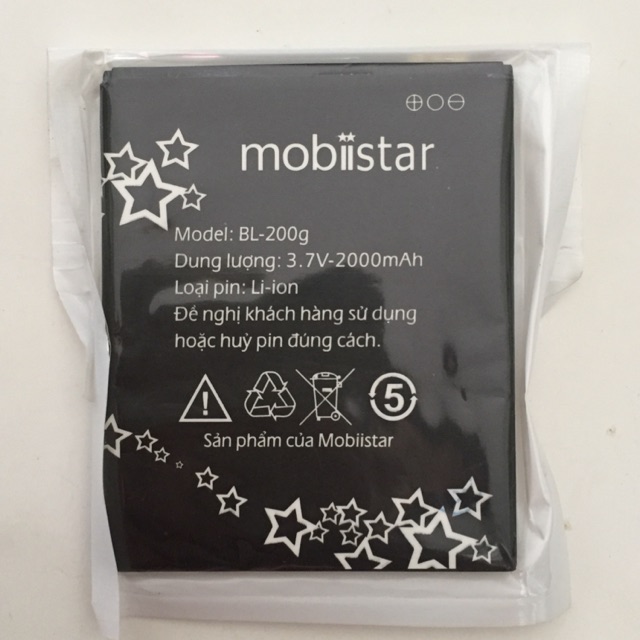 mobiistar
Model: BL-200g
Dung lượng: 3.7V-2000mAh
Loại pin: Li-ion
Đề nghị khách hàng sử dụng
hoặc huỷ pin đúng cách.
5
Sản phẩm của Mobiistar